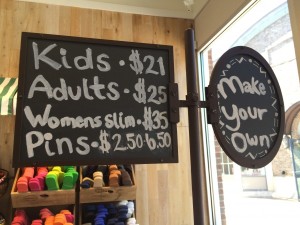 Kids · $21
Adults · $25
Womens slim · $35
Pins · $2.50-6.50
Make
Your
Own